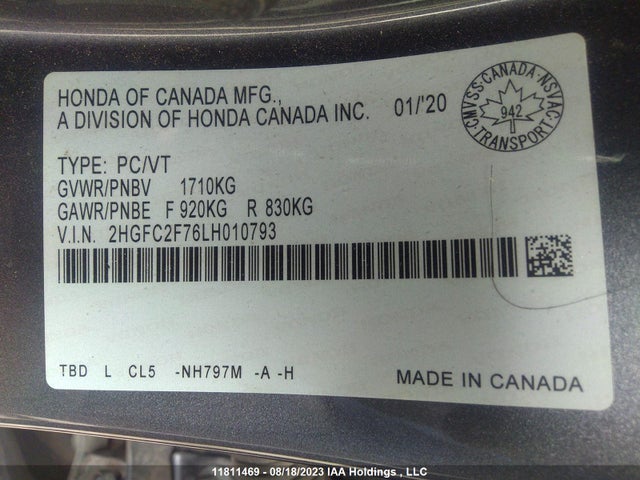 HONDA OF CANADA MFG.,
A DIVISION OF HONDA CANADA INC. 01/'20
CMVSS·CANADA·NSVAC
942
TRANSPORT
TYPE: PC/VT
GVWR/PNBV 1710KG
GAWR/PNBE F 920KG R 830KG
V.I.N. 2HGFC2F76LH010793
TBD L CL5 -NH797M -A -H
MADE IN CANADA
11811469 - 08/18/2023 IAA Holdings , LLC